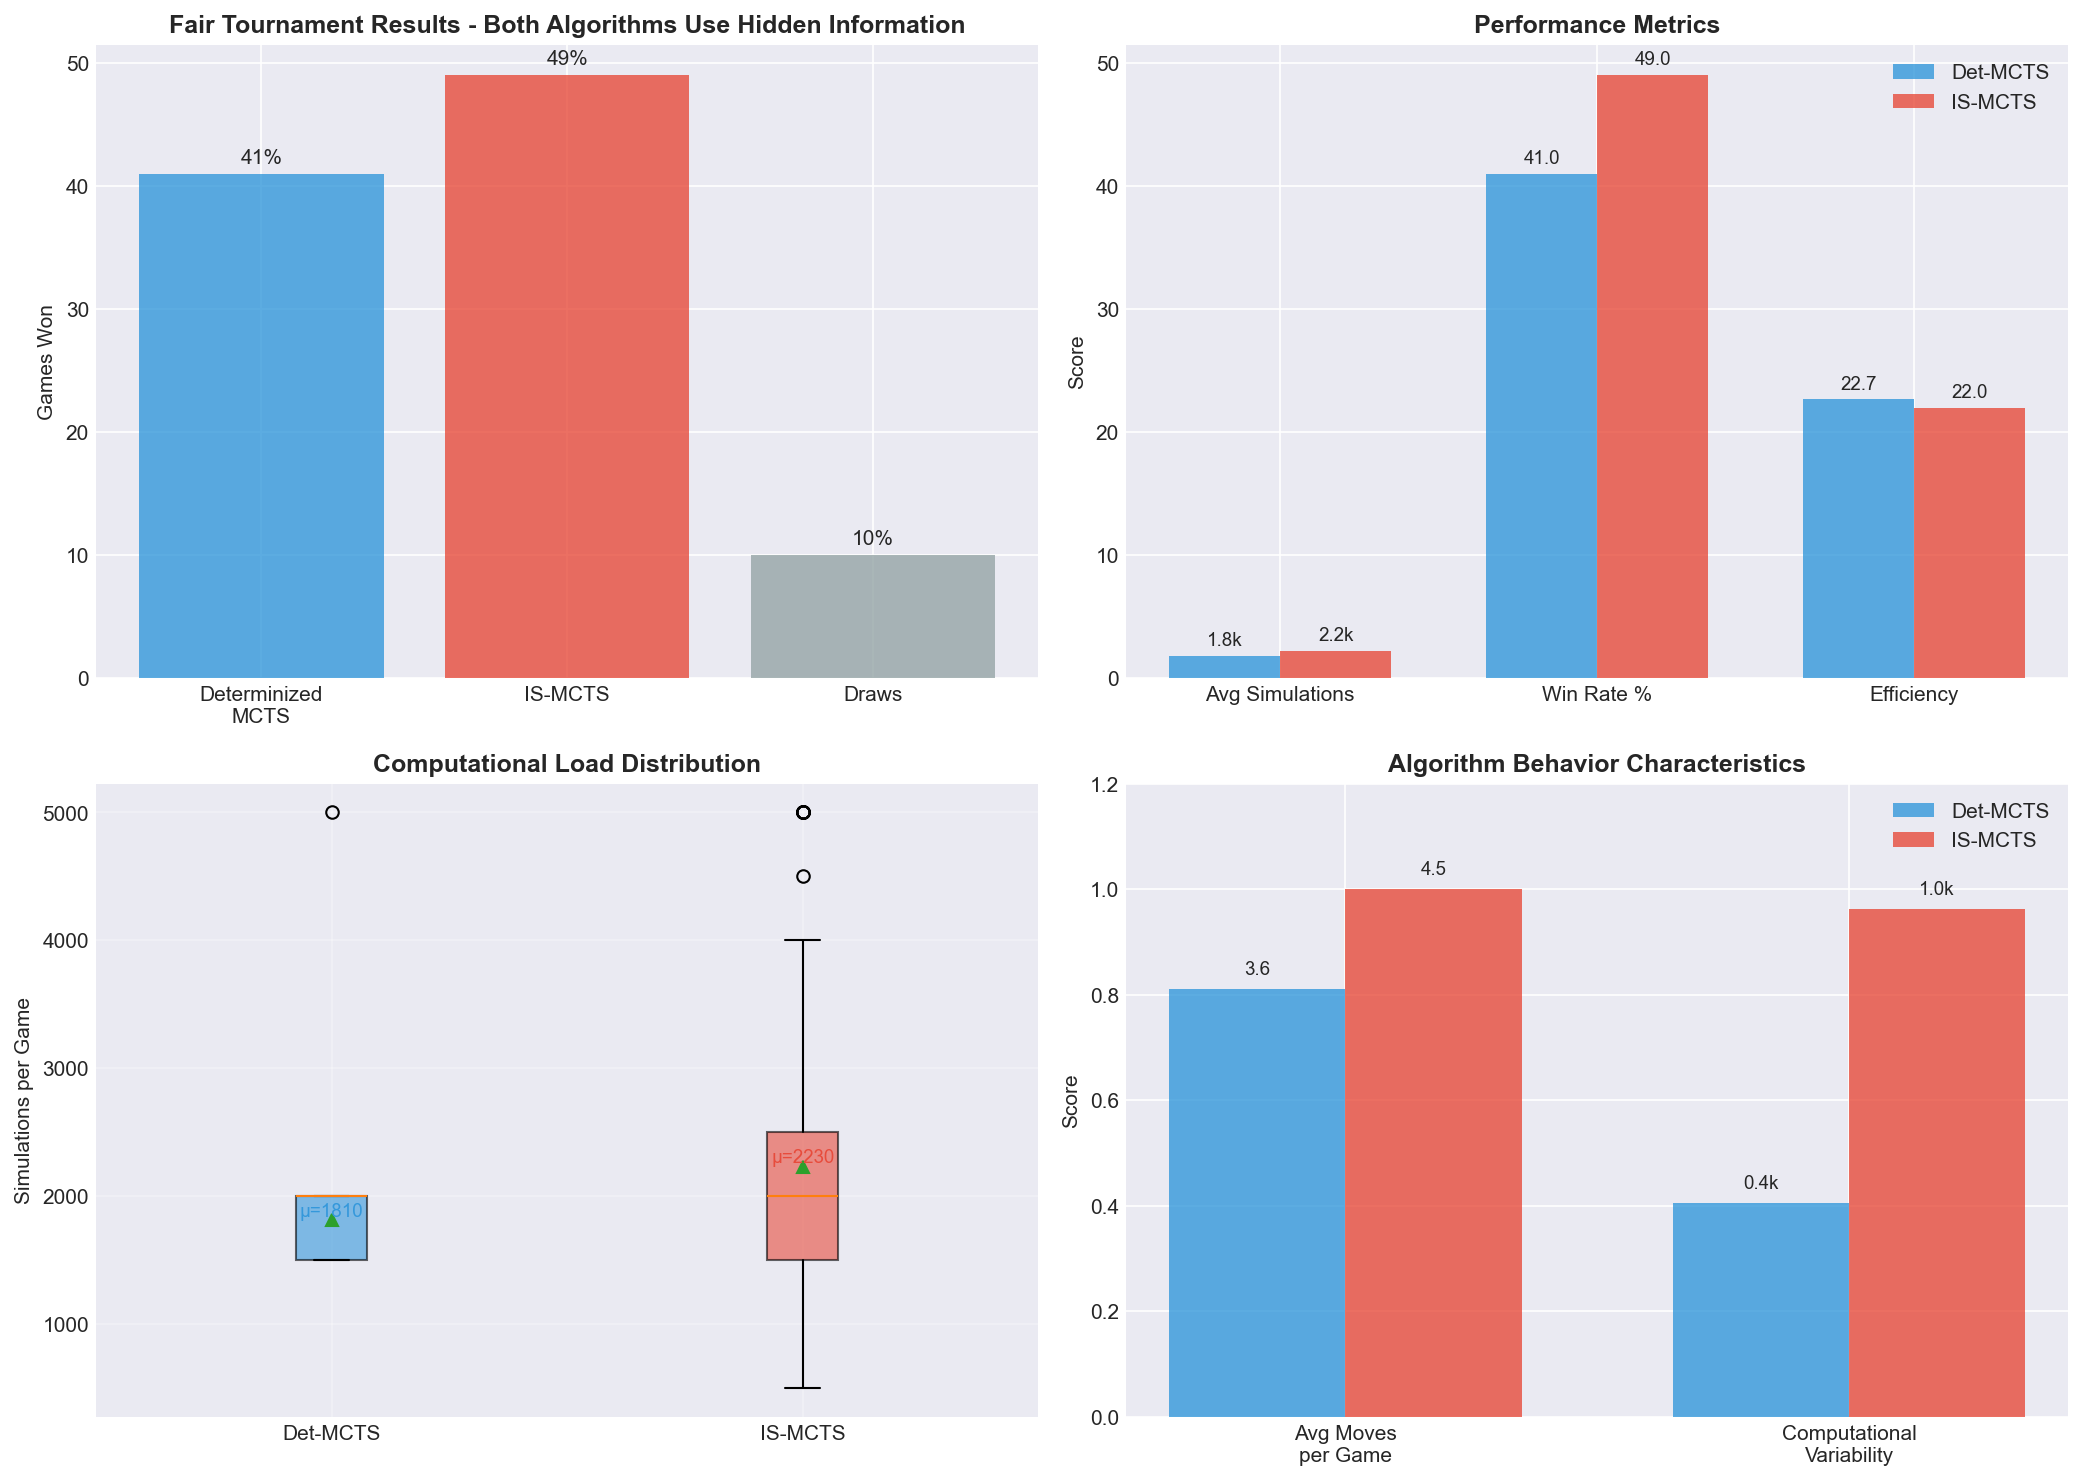 Fair Tournament Results - Both Algorithms Use Hidden Information
Games Won
50
40
30
20
10
0
41%
49%
10%
Determinized
MCTS
IS-MCTS
Draws
Performance Metrics
Score
50
40
30
20
10
0
Det-MCTS
IS-MCTS
1.8k
2.2k
41.0
49.0
22.7
22.0
Avg Simulations
Win Rate %
Efficiency
Computational Load Distribution
Simulations per Game
5000
4000
3000
2000
1000
μ=1810
μ=2230
Det-MCTS
IS-MCTS
Algorithm Behavior Characteristics
Score
1.2
1.0
0.8
0.6
0.4
0.2
0.0
Det-MCTS
IS-MCTS
3.6
4.5
0.4k
1.0k
Avg Moves
per Game
Computational
Variability